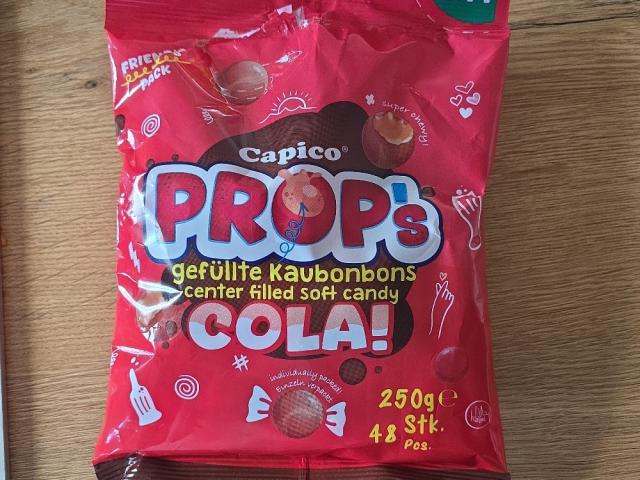 FRIENDS
PACK
super chewy!
Capico®
PROP's
gefüllte Kaubonbons
center filled soft candy
COLA!
#
individually packed!
Einzeln verpackt!
250g e
48 Stk.
Pcs.